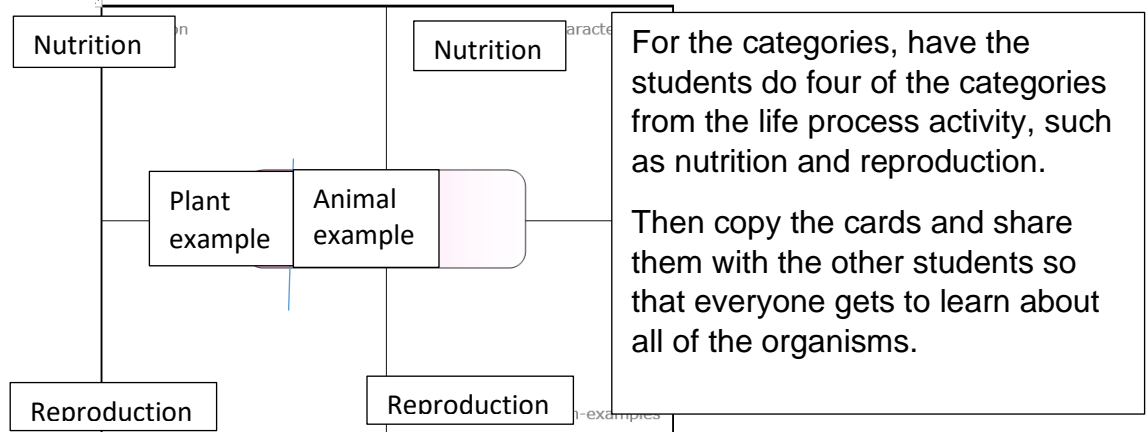 Nutrition
n
Nutrition
aracte
Plant
example
Animal
example
Reproduction
Reproduction
n-examples
For the categories, have the
students do four of the categories
from the life process activity, such
as nutrition and reproduction.
Then copy the cards and share
them with the other students so
that everyone gets to learn about
all of the organisms.